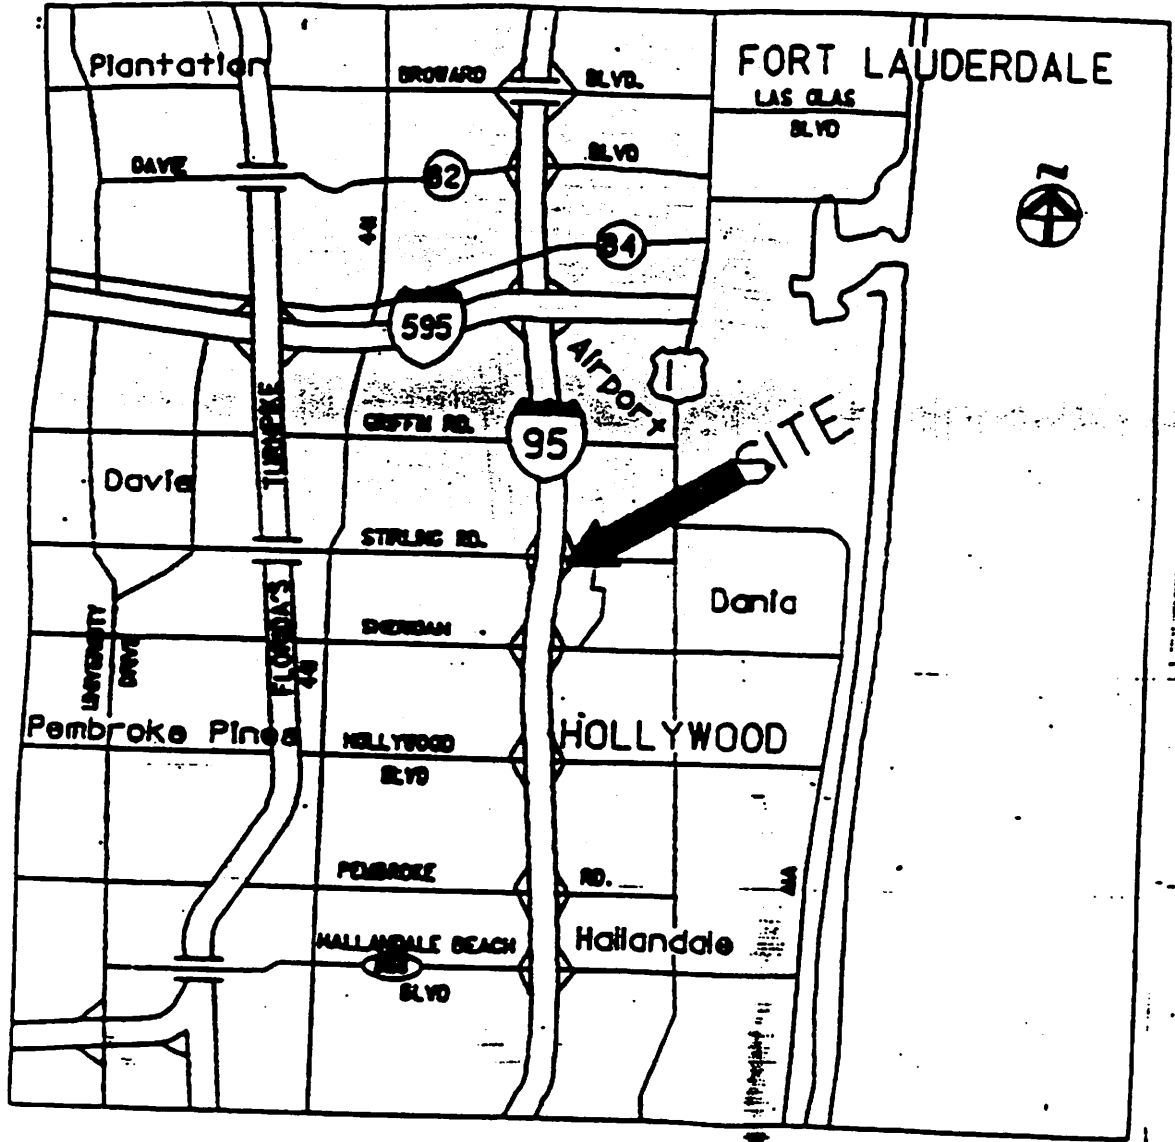 Plantation
BROWARD
BLVD.
FORT LAUDERDALE
LAS OLAS
BLVD
DAVIE
82
BLVD
N
441
84
595
Airport
1
SITE
GRIFFIN RD.
95
TURNPIKE
Davie
STIRLING RD.
Dania
UNIVERSITY
DRIVE
FLORIDA'S
441
SHERIDAN
Pembroke Pines
HOLLYWOOD
BLVD
HOLLYWOOD
PEMBROKE
RD.
A1A
HALLANDALE BEACH
BLVD
Hallandale